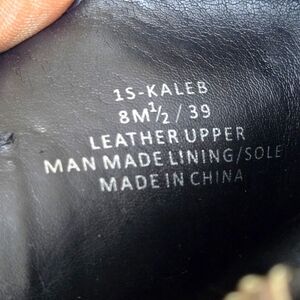 1S-KALEB
8M½ / 39
LEATHER UPPER
MAN MADE LINING/SOLE
MADE IN CHINA